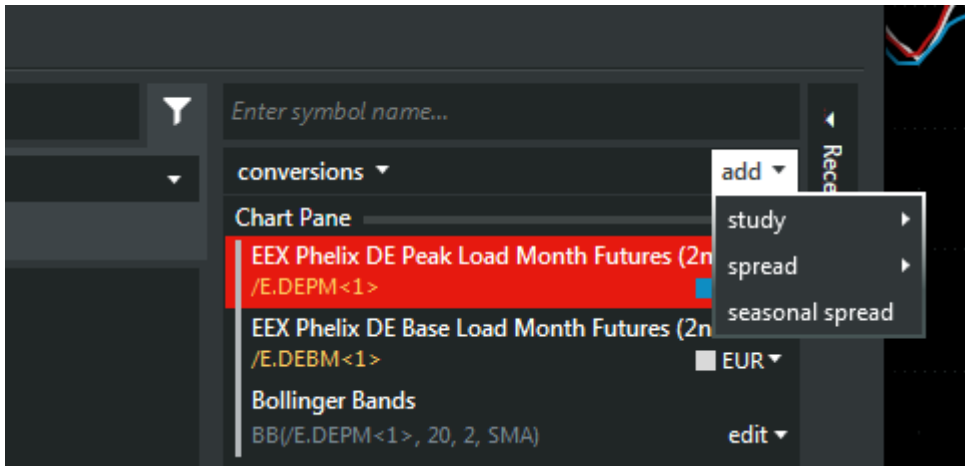 Enter symbol name...
conversions
add
Rece
Chart Pane
study
spread
seasonal spread
EEX Phelix DE Peak Load Month Futures (2n
/E.DEPM<1>
EEX Phelix DE Base Load Month Futures (2n
/E.DEBM<1>
EUR
Bollinger Bands
BB(/E.DEPM<1>, 20, 2, SMA)
edit